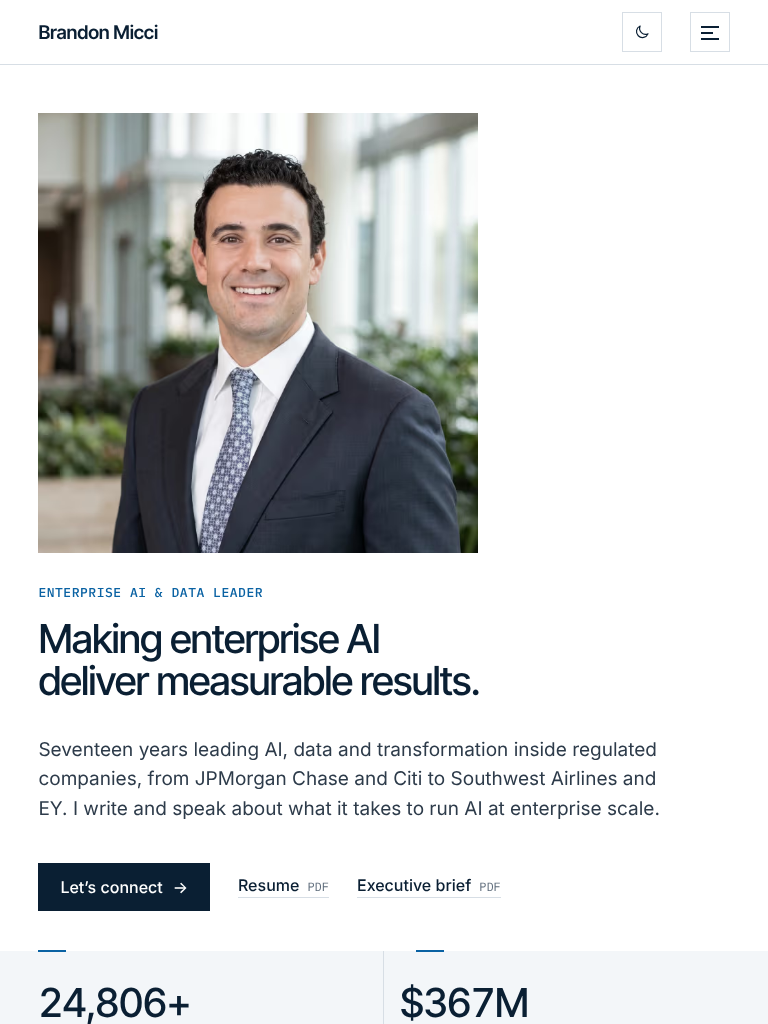 Brandon Micci
ENTERPRISE AI & DATA LEADER
Making enterprise AI
deliver measurable results.
Seventeen years leading AI, data and transformation inside regulated
companies, from JPMorgan Chase and Citi to Southwest Airlines and
EY. I write and speak about what it takes to run AI at enterprise scale.
Let’s connect → Resume PDF Executive brief PDF
24,806+ $367M